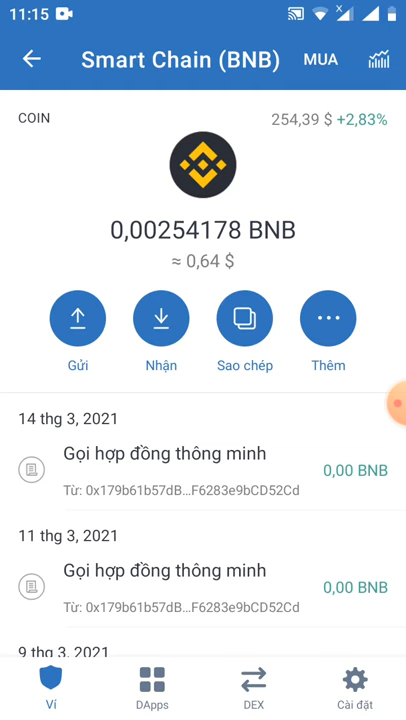 11:15
Smart Chain (BNB)
MUA
COIN
254,39 $ +2,83%
0,00254178 BNB
≈ 0,64 $
Gửi
Nhận
Sao chép
Thêm
14 thg 3, 2021
Gọi hợp đồng thông minh
0,00 BNB
Từ: 0x179b61b57dB...F6283e9bCD52Cd
11 thg 3, 2021
Gọi hợp đồng thông minh
0,00 BNB
Từ: 0x179b61b57dB...F6283e9bCD52Cd
9 thg 3, 2021
Ví
DApps
DEX
Cài đặt